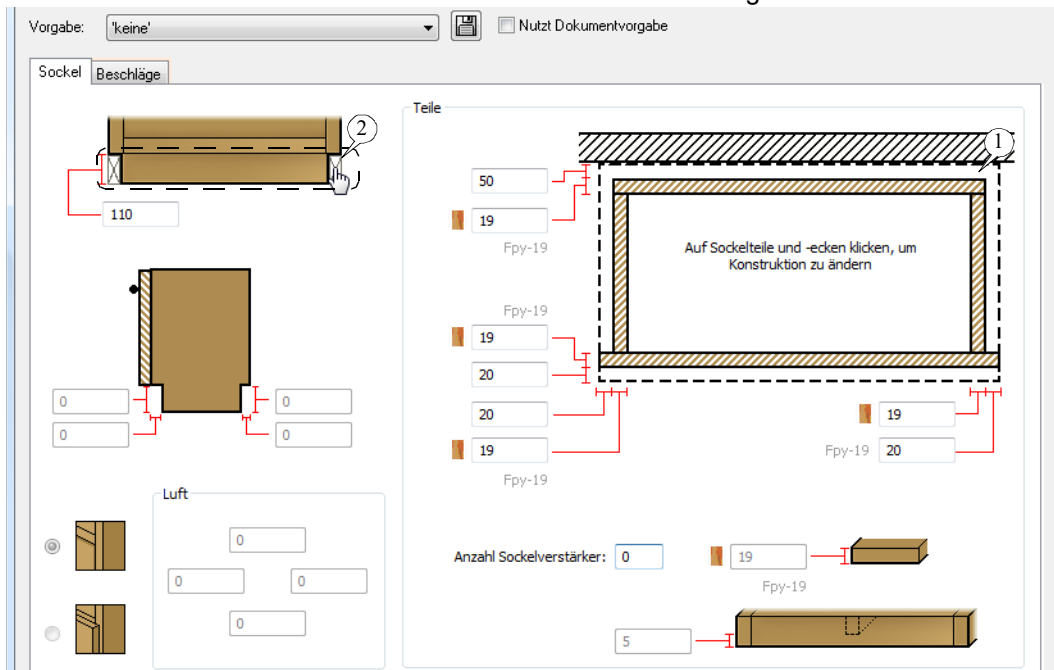 Vorgabe: 'keine' Nutzt Dokumentvorgabe
Sockel Beschläge
110
0 0
0 0
Luft
0
0 0
0
Teile
2
1
50
19
Fpy-19
Auf Sockelteile und -ecken klicken, um
Konstruktion zu ändern
Fpy-19
19
20
20 19
19 Fpy-19 20
Fpy-19
Anzahl Sockelverstärker: 0 19
Fpy-19
5